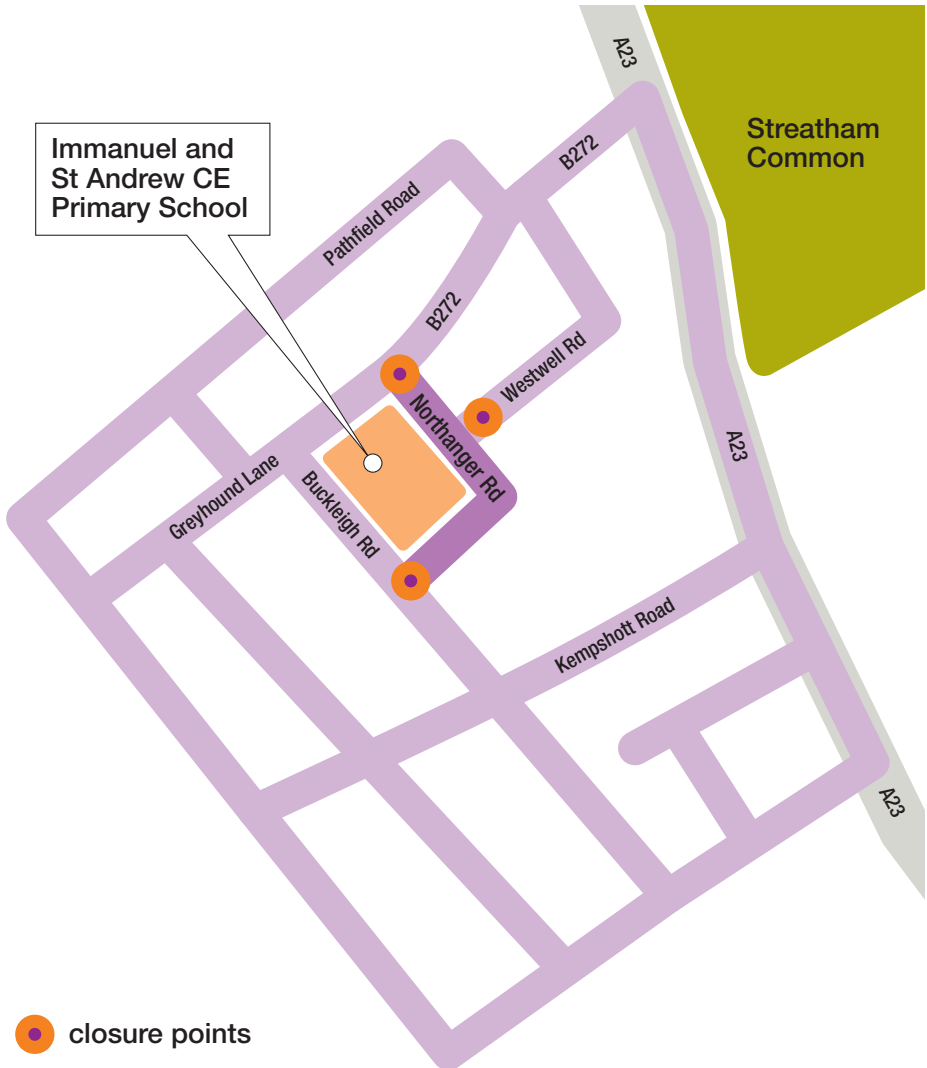 A23
Streatham
Common
Immanuel and
St Andrew CE
Primary School
B272
Pathfield Road
B272
Westwell Rd
Northanger Rd
A23
Greyhound Lane
Buckleigh Rd
Kempshott Road
A23
closure points